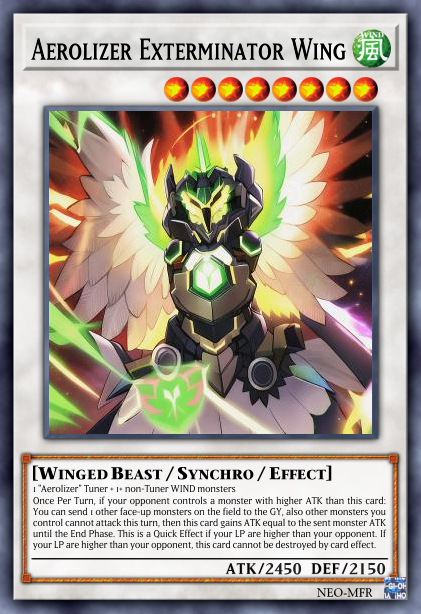 AEROLIZER EXTERMINATOR WING
WIND
風
[WINGED BEAST / SYNCHRO / EFFECT]
1 "Aerolizer" Tuner + 1+ non-Tuner WIND monsters
Once Per Turn, if your opponent controls a monster with higher ATK than this card:
You can send 1 other face-up monsters on the field to the GY, also other monsters you
control cannot attack this turn, then this card gains ATK equal to the sent monster ATK
until the End Phase. This is a Quick Effect if your LP are higher than your opponent. If
your LP are higher than your opponent, this card cannot be destroyed by card effect.
ATK/2450 DEF/2150
NEO-MFR